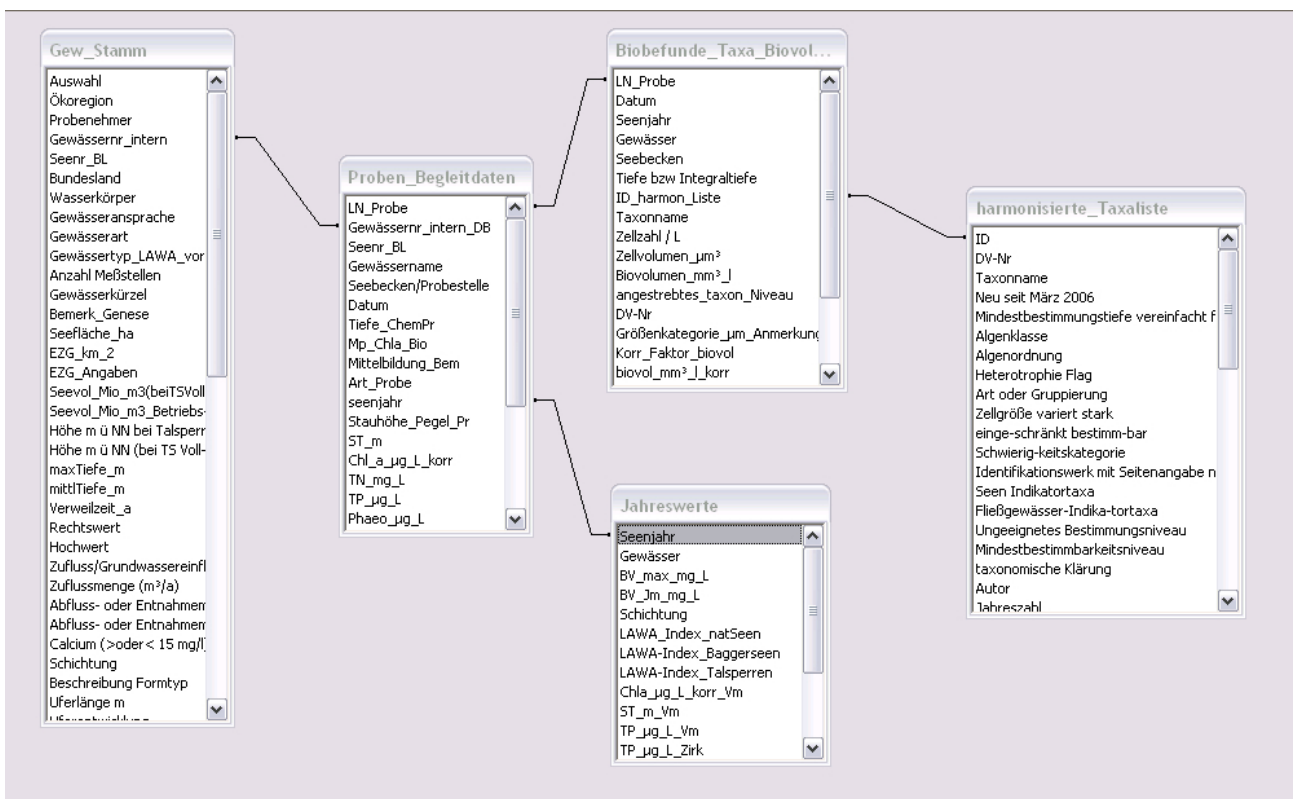 Gew_Stamm
Auswahl
Ökoregion
Probenehmer
Gewässernr_intern
Seenr_BL
Bundesland
Wasserkörper
Gewässeransprache
Gewässerart
Gewässertyp_LAWA_vor
Anzahl Meßstellen
Gewässerkürzel
Bemerk_Genese
Seefläche_ha
EZG_km_2
EZG_Angaben
Seevol_Mio_m3(beiTSVoll
Seevol_Mio_m3_Betriebs-
Höhe m ü NN bei Talsperr
Höhe m ü NN (bei TS Voll-
maxTiefe_m
mittlTiefe_m
Verweilzeit_a
Rechtswert
Hochwert
Zufluss/Grundwassereinfl
Zuflussmenge (m³/a)
Abfluss- oder Entnahmem
Abfluss- oder Entnahmem
Calcium (>oder< 15 mg/l)
Schichtung
Beschreibung Formtyp
Uferlänge m
Uferentwicklung
Proben_Begleitdaten
LN_Probe
Gewässernr_intern_DB
Seenr_BL
Gewässername
Seebecken/Probestelle
Datum
Tiefe_ChemPr
Mp_Chla_Bio
Mittelbildung_Bem
Art_Probe
seenjahr
Stauhöhe_Pegel_Pr
ST_m
Chl_a_µg_L_korr
TN_mg_L
TP_µg_L
Phaeo_µg_L
Biobefunde_Taxa_Biovol...
LN_Probe
Datum
Seenjahr
Gewässer
Seebecken
Tiefe bzw Integraltiefe
ID_harmon_Liste
Taxonname
Zellzahl / L
Zellvolumen_µm³
Biovolumen_mm³_l
angestrebtes_taxon_Niveau
DV-Nr
Größenkategorie_µm_Anmerkung
Korr_Faktor_biovol
biovol_mm³_l_korr
Jahreswerte
Seenjahr
Gewässer
BV_max_mg_L
BV_Jm_mg_L
Schichtung
LAWA_Index_natSeen
LAWA-Index_Baggerseen
LAWA-Index_Talsperren
Chla_µg_L_korr_Vm
ST_m_Vm
TP_µg_L_Vm
TP_µg_L_Zirk
harmonisierte_Taxaliste
ID
DV-Nr
Taxonname
Neu seit März 2006
Mindestbestimmungstiefe vereinfacht f
Algenklasse
Algenordnung
Heterotrophie Flag
Art oder Gruppierung
Zellgröße variert stark
einge-schränkt bestimm-bar
Schwierig-keitskategorie
Identifikationswerk mit Seitenangabe n
Seen Indikatortaxa
Fließgewässer-Indika-tortaxa
Ungeeignetes Bestimmungsniveau
Mindestbestimmbarkeitsniveau
taxonomische Klärung
Autor
Jahreszahl